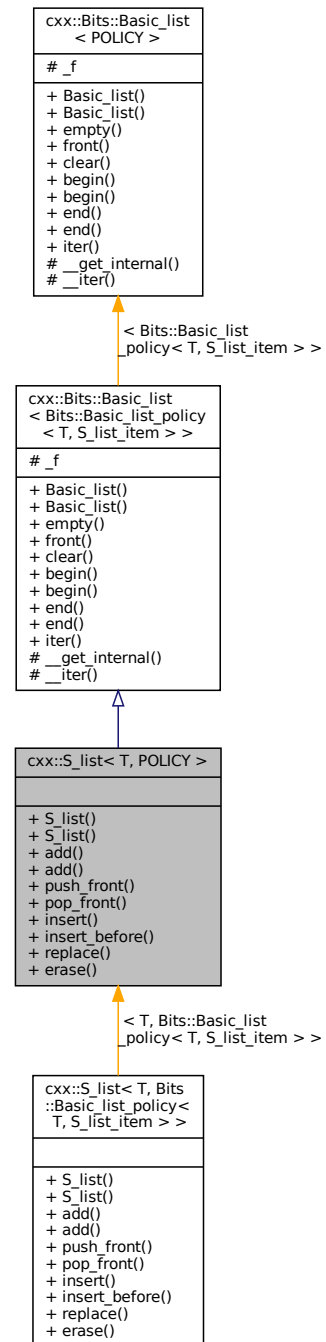 cxx::Bits::Basic_list
< POLICY >
# _f
+ Basic_list()
+ Basic_list()
+ empty()
+ front()
+ clear()
+ begin()
+ begin()
+ end()
+ end()
+ iter()
# __get_internal()
# __iter()
< Bits::Basic_list
_policy< T, S_list_item > >
cxx::Bits::Basic_list
< Bits::Basic_list_policy
< T, S_list_item > >
# _f
+ Basic_list()
+ Basic_list()
+ empty()
+ front()
+ clear()
+ begin()
+ begin()
+ end()
+ end()
+ iter()
# __get_internal()
# __iter()
cxx::S_list< T, POLICY >
+ S_list()
+ S_list()
+ add()
+ add()
+ push_front()
+ pop_front()
+ insert()
+ insert_before()
+ replace()
+ erase()
< T, Bits::Basic_list
_policy< T, S_list_item > >
cxx::S_list< T, Bits
::Basic_list_policy<
T, S_list_item > >
+ S_list()
+ S_list()
+ add()
+ add()
+ push_front()
+ pop_front()
+ insert()
+ insert_before()
+ replace()
+ erase()